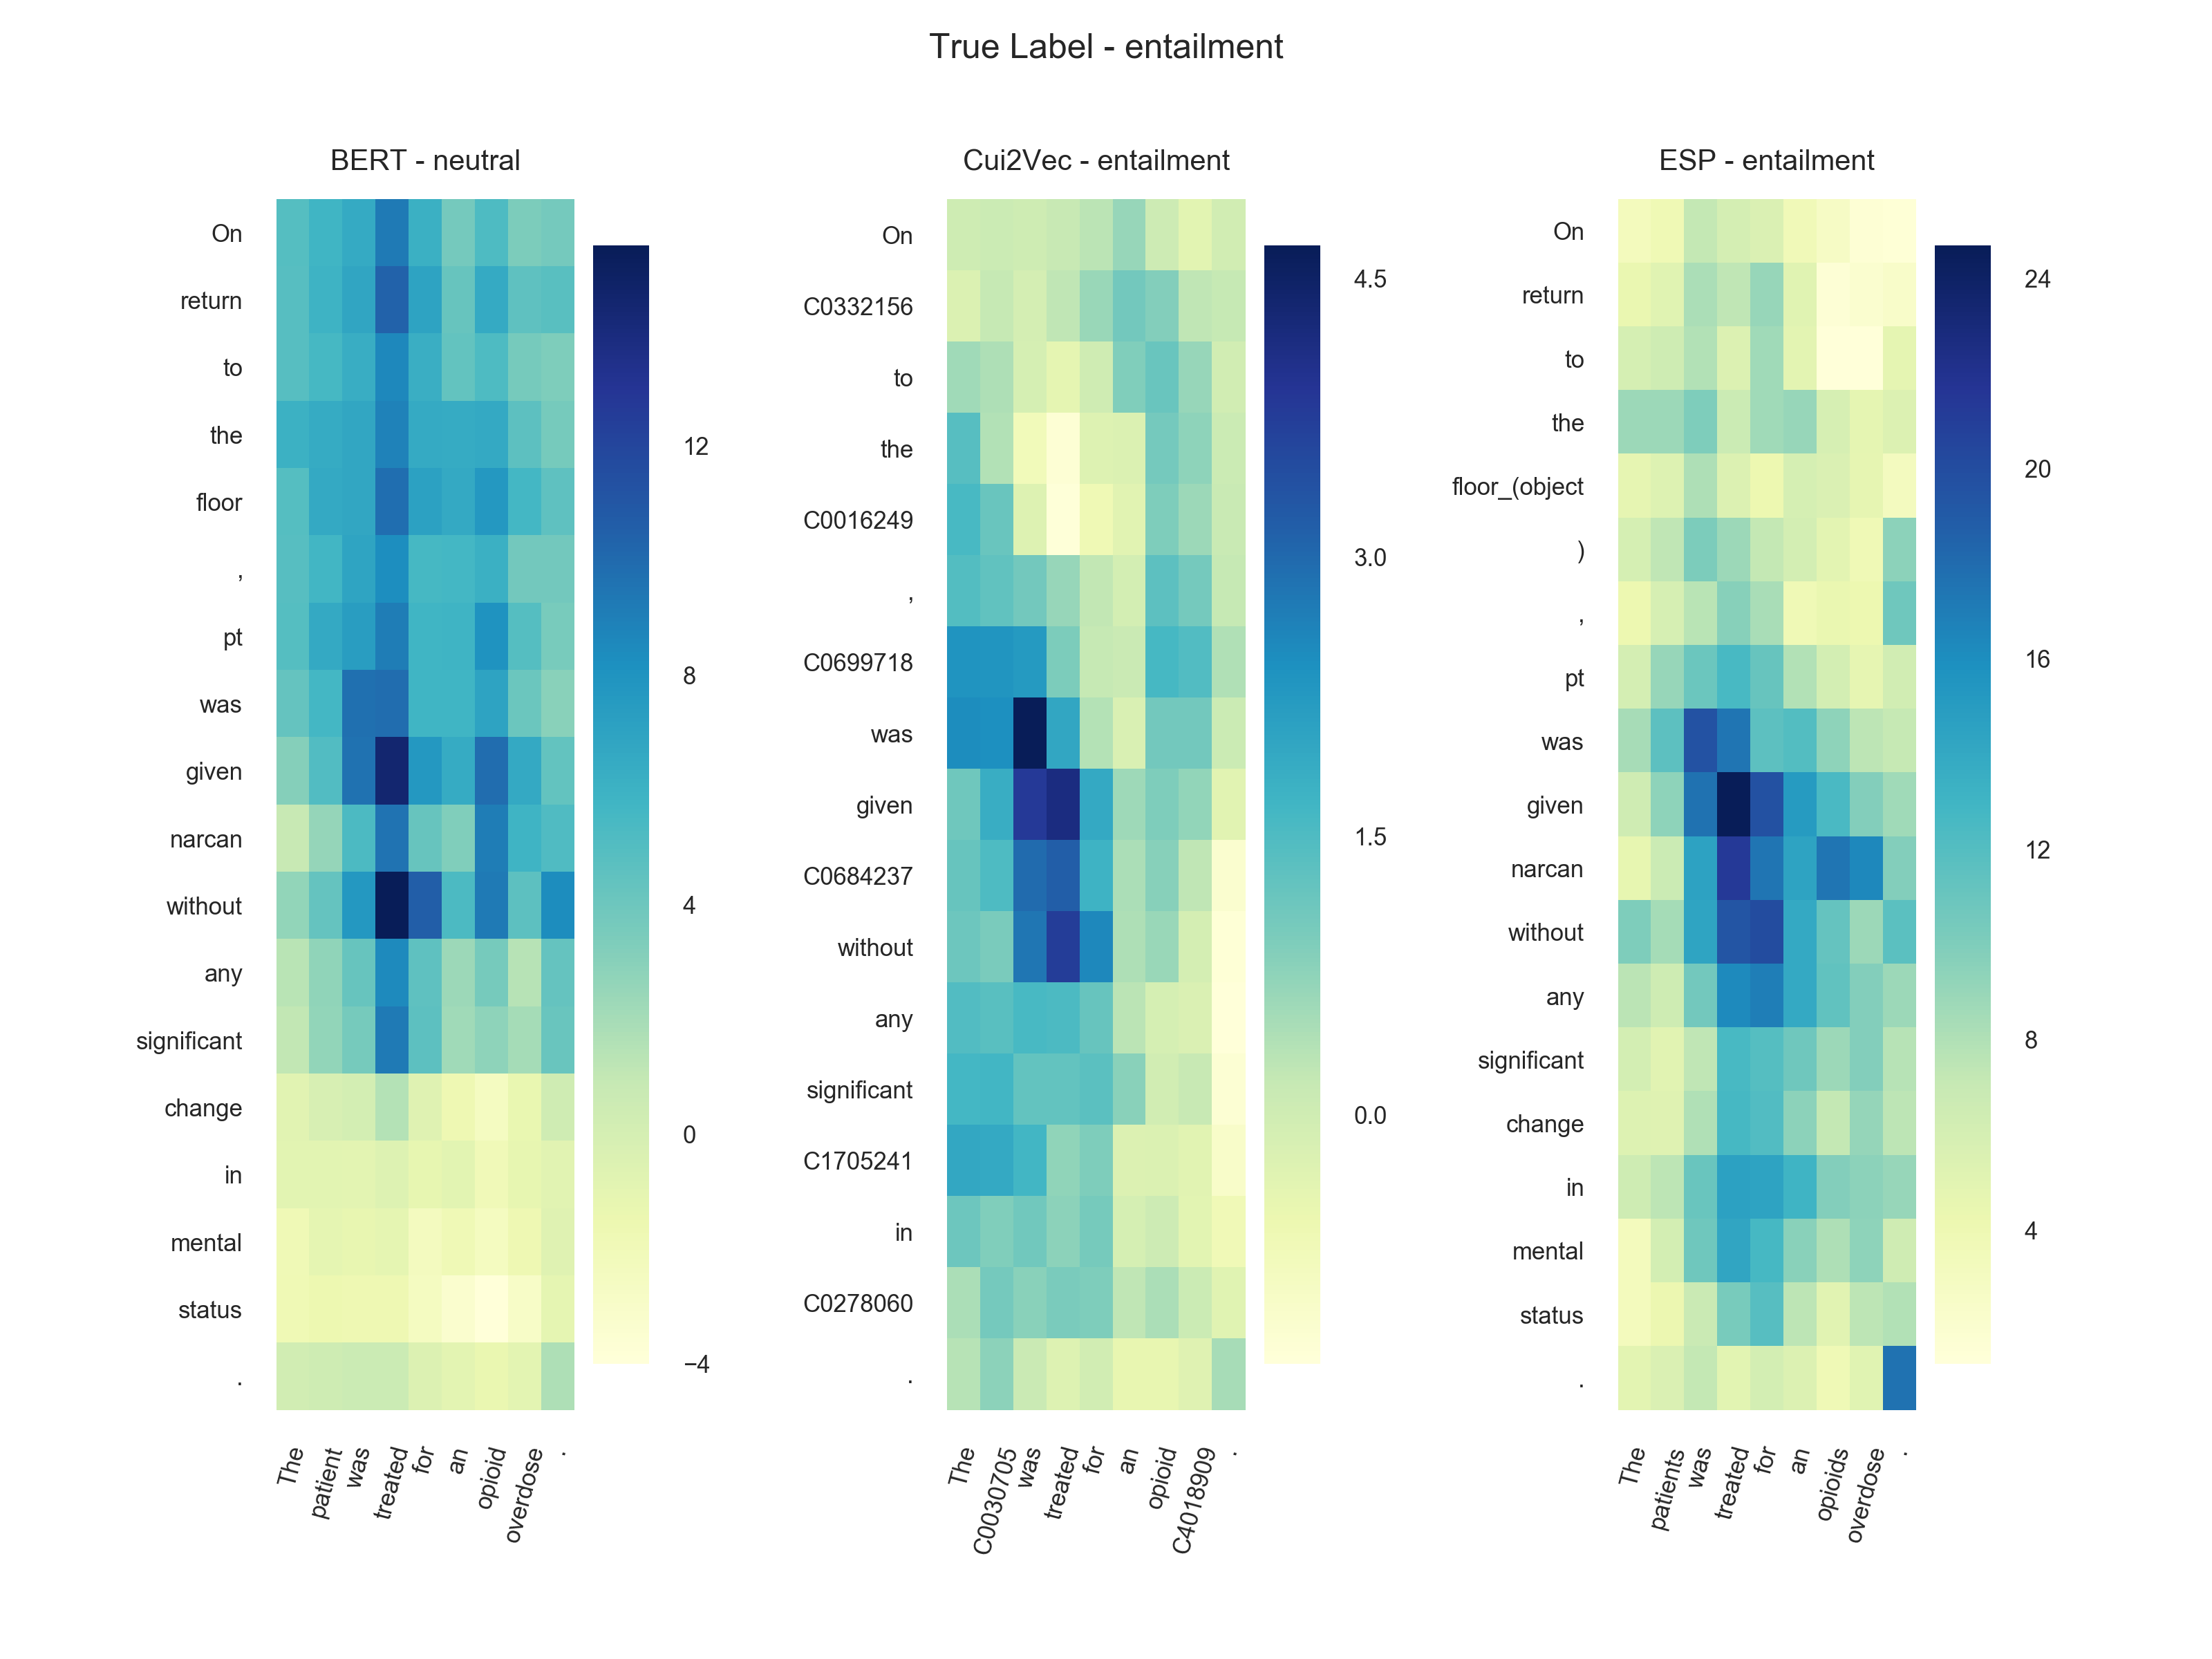 True Label - entailment
BERT - neutral
On
return
to
the
floor
,
pt
was
given
narcan
without
any
significant
change
in
mental
status
.
The
patient
was
treated
for
an
opioid
overdose
.
12
8
4
0
−4
Cui2Vec - entailment
On
C0332156
to
the
C0016249
,
C0699718
was
given
C0684237
without
any
significant
C1705241
in
C0278060
.
The
C0030705
was
treated
for
an
opioid
C4018909
.
4.5
3.0
1.5
0.0
ESP - entailment
On
return
to
the
floor_(object
)
,
pt
was
given
narcan
without
any
significant
change
in
mental
status
.
The
patients
was
treated
for
an
opioids
overdose
.
24
20
16
12
8
4